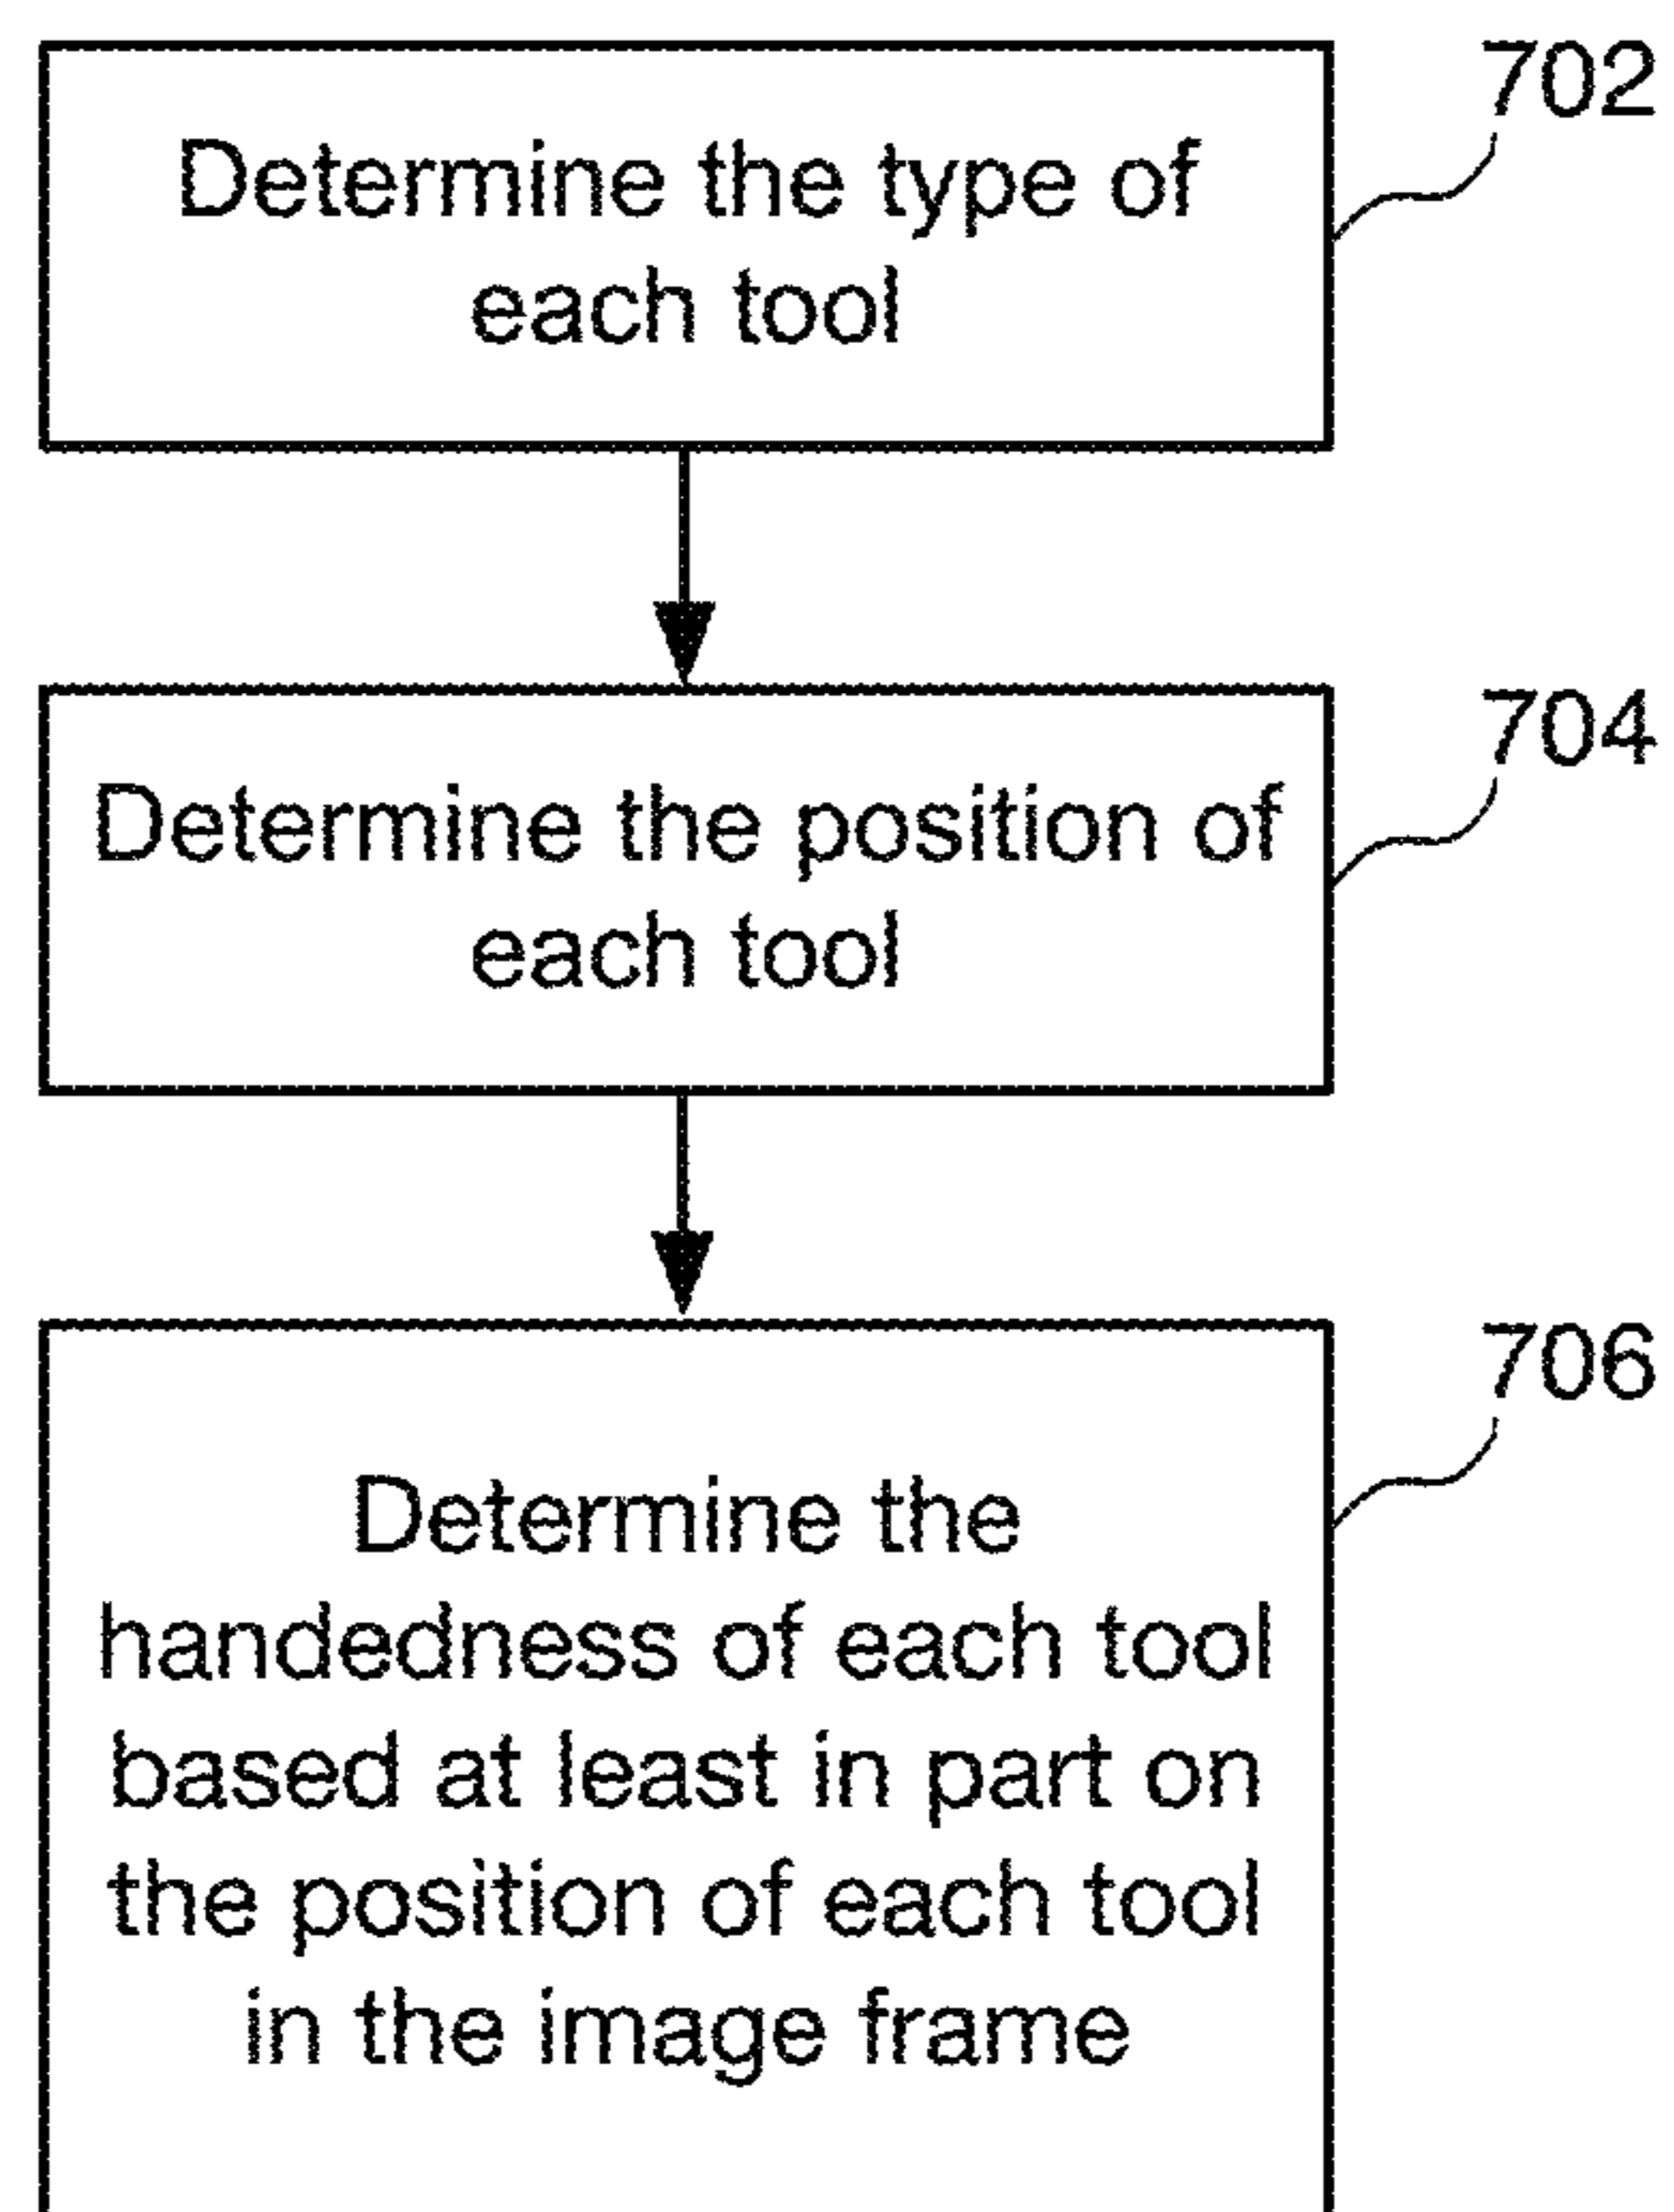 702
Determine the type of
each tool
704
Determine the position of
each tool
706
Determine the
handedness of each tool
based at least in part on
the position of each tool
in the image frame